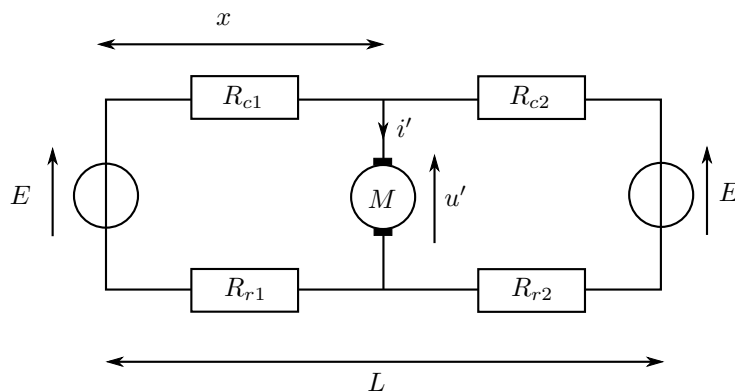 x
R_{c1}
R_{c2}
i'
E
M
u'
E
R_{r1}
R_{r2}
L